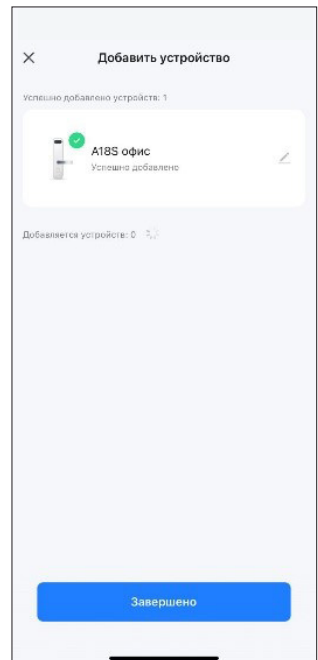 Добавить устройство
Успешно добавлено устройств: 1
A18S офис
Успешно добавлено
Добавляется устройств: 0
Завершено